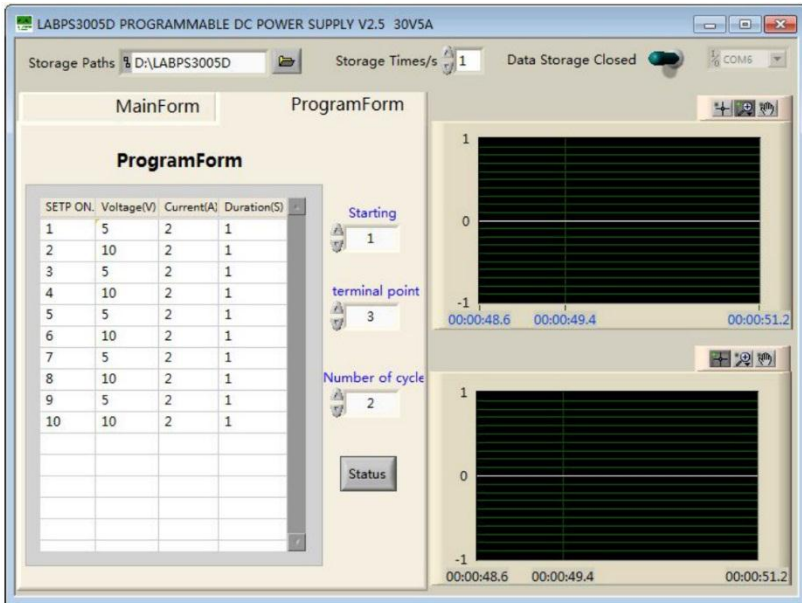 LABPS3005D PROGRAMMABLE DC POWER SUPPLY V2.5 30V5A
Storage Paths D:\LABPS3005D Storage Times/s 1 Data Storage Closed COM6
MainForm ProgramForm
ProgramForm
SETP ON. Voltage(V) Current(A) Duration(S)
1 5 2 1
2 10 2 1
3 5 2 1
4 10 2 1
5 5 2 1
6 10 2 1
7 5 2 1
8 10 2 1
9 5 2 1
10 10 2 1
Starting
1
terminal point
3
Number of cycle
2
Status
1
0
-1
00:00:48.6 00:00:49.4 00:00:51.2
1
0
-1
00:00:48.6 00:00:49.4 00:00:51.2